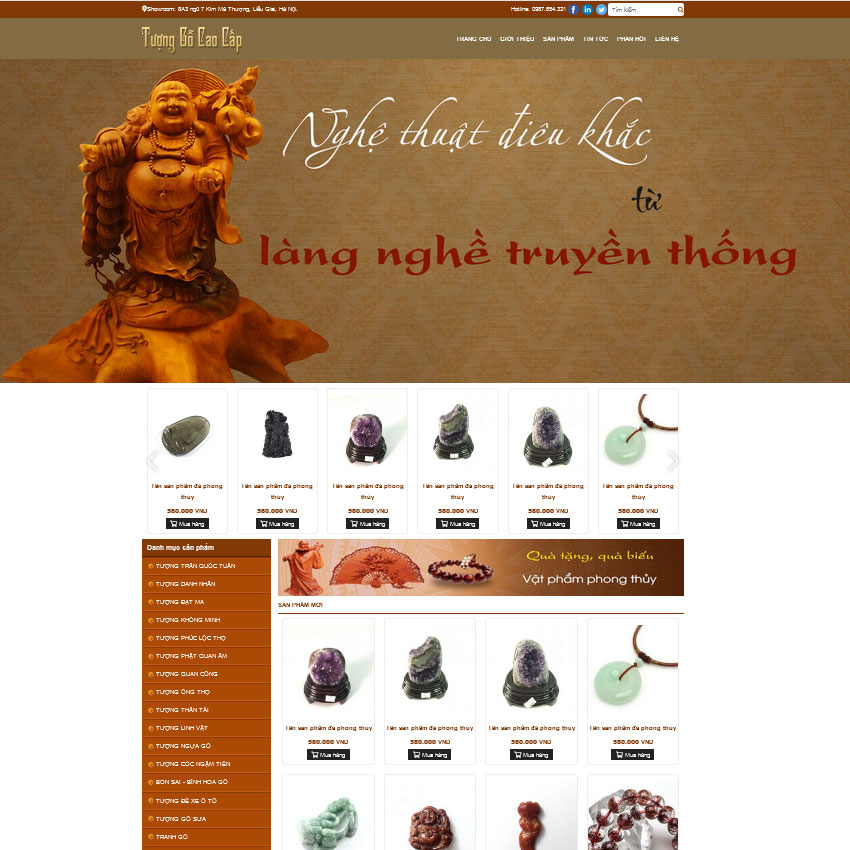 Showroom: 8A3 ngõ 7 Kim Mã Thượng, Liễu Giai, Hà Nội.
Hotline: 0987.654.321
Tìm kiếm
Tượng Gỗ Cao Cấp
TRANG CHỦ GIỚI THIỆU SẢN PHẨM TIN TỨC PHẢN HỒI LIÊN HỆ
Nghệ thuật điêu khắc
từ
làng nghề truyền thống
Tên sản phẩm đá phong thủy
580.000 VNĐ
Mua hàng
Tên sản phẩm đá phong thủy
580.000 VNĐ
Mua hàng
Tên sản phẩm đá phong thủy
580.000 VNĐ
Mua hàng
Tên sản phẩm đá phong thủy
580.000 VNĐ
Mua hàng
Tên sản phẩm đá phong thủy
580.000 VNĐ
Mua hàng
Tên sản phẩm đá phong thủy
580.000 VNĐ
Mua hàng
Danh mục sản phẩm
TƯỢNG TRẦN QUỐC TUẤN
TƯỢNG DANH NHÂN
TƯỢNG ĐẠT MA
TƯỢNG KHỔNG MINH
TƯỢNG PHÚC LỘC THỌ
TƯỢNG PHẬT QUAN ÂM
TƯỢNG QUAN CÔNG
TƯỢNG ÔNG THỌ
TƯỢNG THẦN TÀI
TƯỢNG LINH VẬT
TƯỢNG NGỰA GỖ
TƯỢNG CÓC NGẬM TIỀN
BON SAI - BÌNH HOA GỖ
TƯỢNG ĐỂ XE Ô TÔ
TƯỢNG GỖ SƯA
TRANH GỖ
Quà tặng, quà biếu
Vật phẩm phong thủy
SẢN PHẨM MỚI
Tên sản phẩm đá phong thủy
580.000 VNĐ
Mua hàng
Tên sản phẩm đá phong thủy
580.000 VNĐ
Mua hàng
Tên sản phẩm đá phong thủy
580.000 VNĐ
Mua hàng
Tên sản phẩm đá phong thủy
580.000 VNĐ
Mua hàng